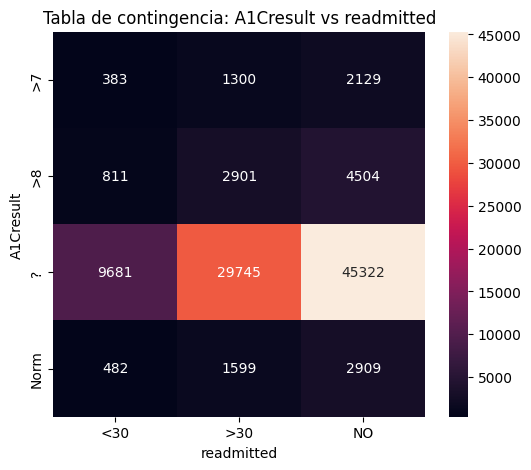 Tabla de contingencia: A1Cresult vs readmitted
A1Cresult
>7 383 1300 2129
>8 811 2901 4504
? 9681 29745 45322
Norm 482 1599 2909
<30 >30 NO
readmitted
45000
40000
35000
30000
25000
20000
15000
10000
5000